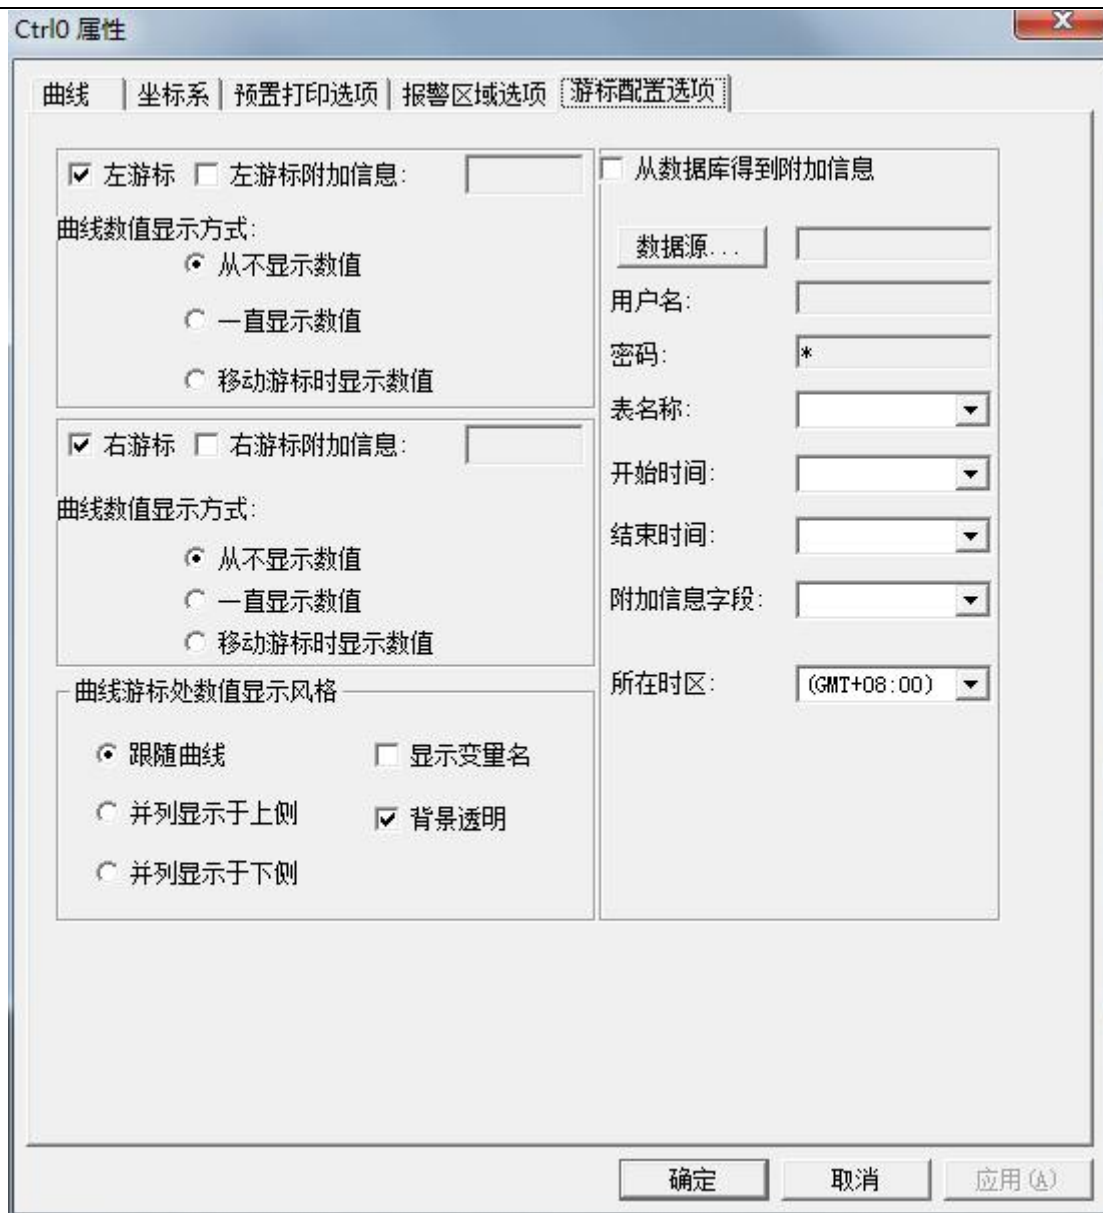 Ctrl0 属性
曲线 坐标系 预置打印选项 报警区域选项 游标配置选项
左游标 左游标附加信息:
曲线数值显示方式:
从不显示数值
一直显示数值
移动游标时显示数值
右游标 右游标附加信息:
曲线数值显示方式:
从不显示数值
一直显示数值
移动游标时显示数值
曲线游标处数值显示风格
跟随曲线 显示变量名
并列显示于上侧 背景透明
并列显示于下侧
从数据库得到附加信息
数据源...
用户名:
密码: *
表名称:
开始时间:
结束时间:
附加信息字段:
所在时区: (GMT+08:00)
确定 取消 应用(A)